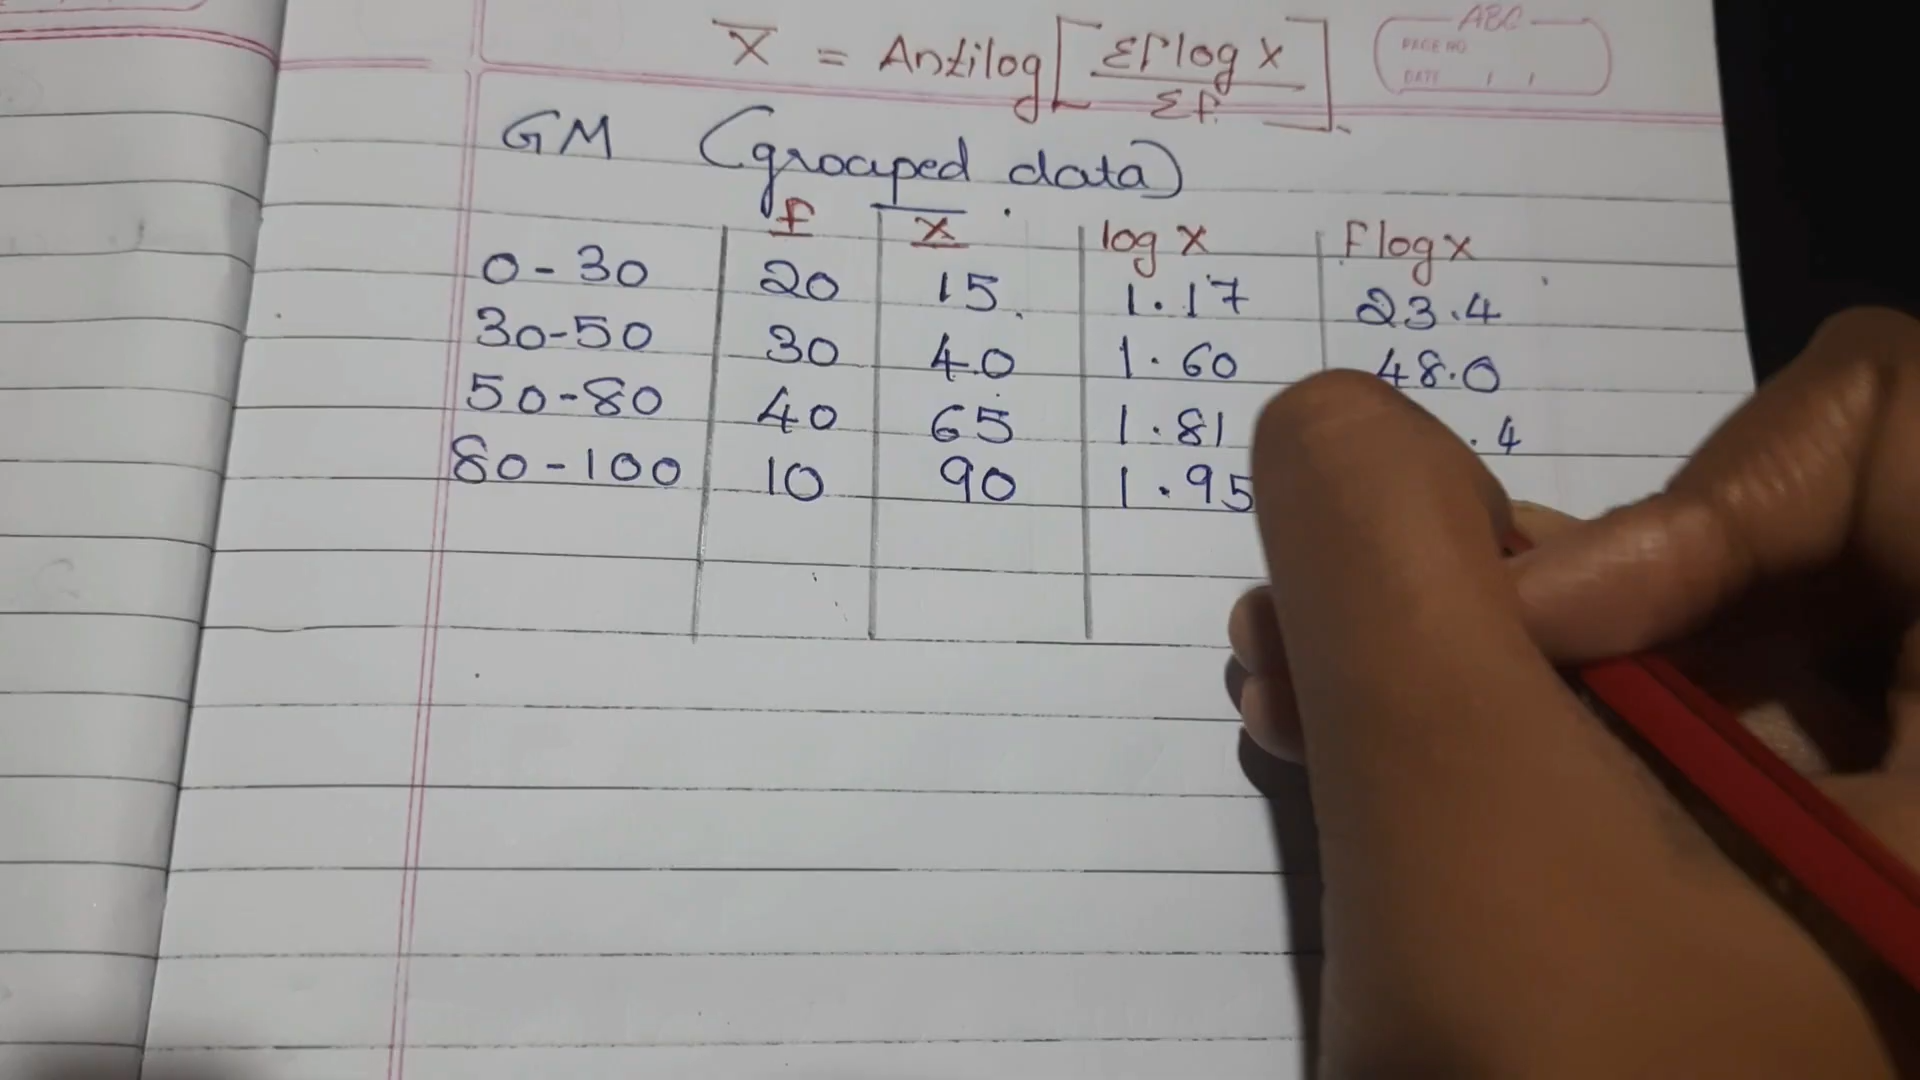 X̅ = Antilog [ Σf log x / Σf. ]
ABC
PAGE NO
DATE / /
GM (grouped data)
f x log x f log x
0 - 30 20 15 1.17 23.4
30-50 30 40 1.60 48.0
50-80 40 65 1.81 .4
80-100 10 90 1.95